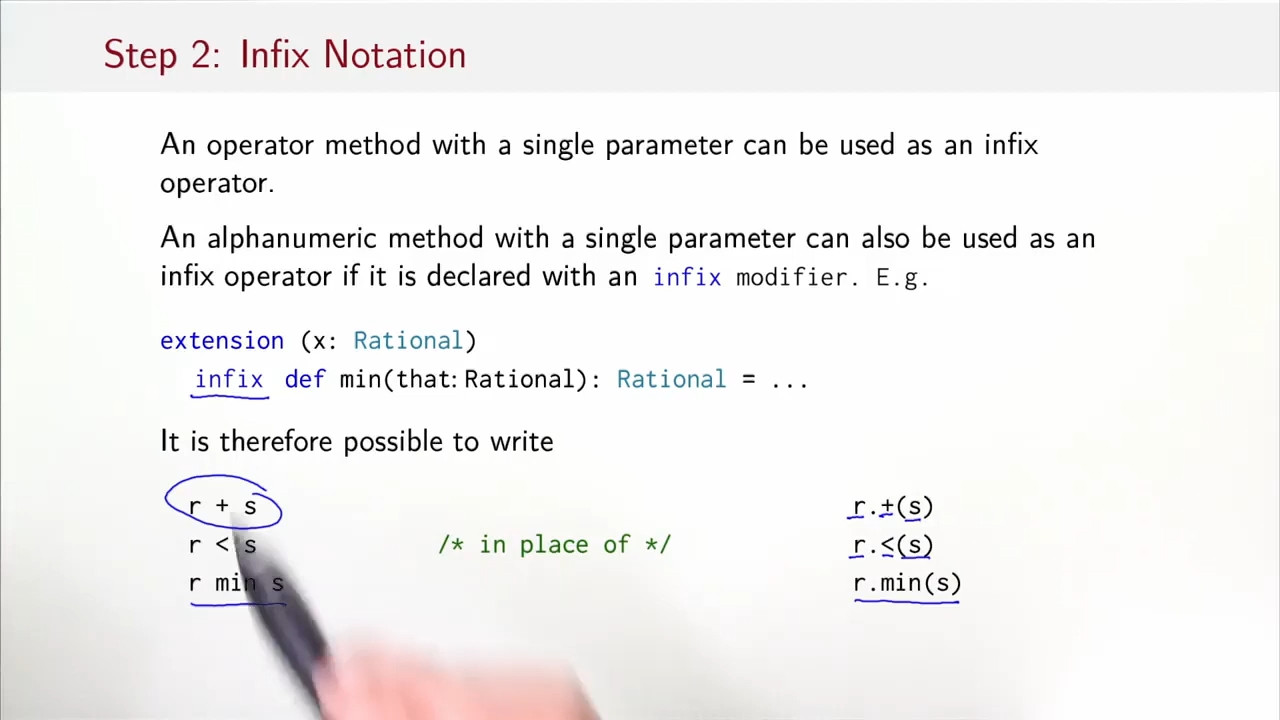 Step 2: Infix Notation
An operator method with a single parameter can be used as an infix
operator.
An alphanumeric method with a single parameter can also be used as an
infix operator if it is declared with an infix modifier. E.g.
extension (x: Rational)
infix def min(that: Rational): Rational = ...
It is therefore possible to write
r + s r.+(s)
r < s /* in place of */ r.<(s)
r min s r.min(s)